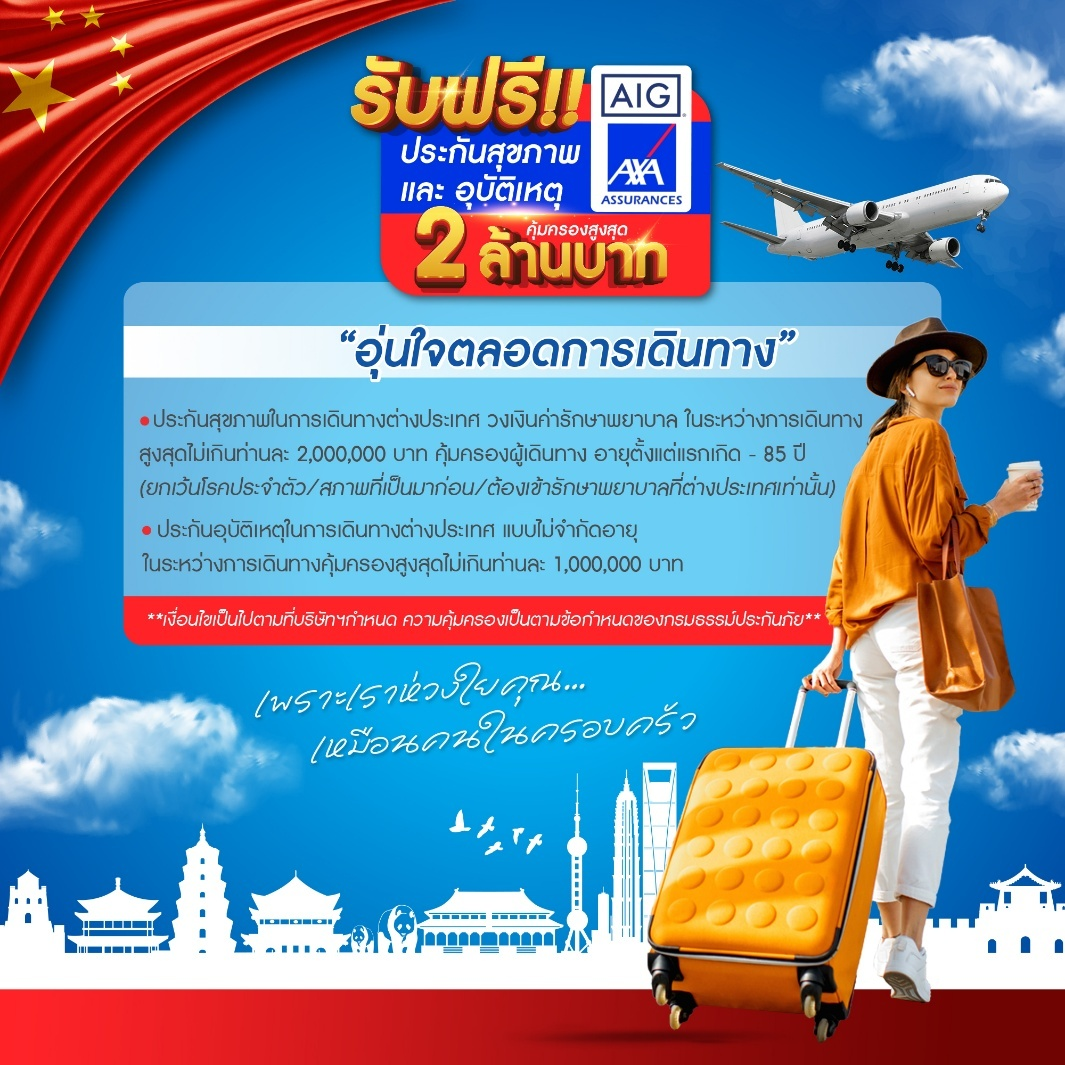 รับฟรี!!
AIG
ประกันสุขภาพ
และ อุบัติเหตุ
AXA
ASSURANCES
คุ้มครองสูงสุด
2 ล้านบาท
“อุ่นใจตลอดการเดินทาง”
•ประกันสุขภาพในการเดินทางต่างประเทศ วงเงินค่ารักษาพยาบาล ในระหว่างการเดินทาง
สูงสุดไม่เกินท่านละ 2,000,000 บาท คุ้มครองผู้เดินทาง อายุตั้งแต่แรกเกิด - 85 ปี
(ยกเว้นโรคประจำตัว/สภาพที่เป็นมาก่อน/ต้องเข้ารักษาพยาบาลที่ต่างประเทศเท่านั้น)
• ประกันอุบัติเหตุในการเดินทางต่างประเทศ แบบไม่จำกัดอายุ
ในระหว่างการเดินทางคุ้มครองสูงสุดไม่เกินท่านละ 1,000,000 บาท
**เงื่อนไขเป็นไปตามที่บริษัทฯกำหนด ความคุ้มครองเป็นตามข้อกำหนดของกรมธรรม์ประกันภัย**
เพราะเราห่วงใยคุณ...
เหมือนคนในครอบครัว